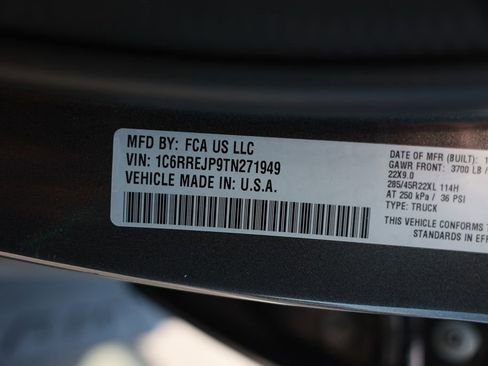 MFD BY: FCA US LLC
VIN: 1C6RREJP9TN271949
VEHICLE MADE IN: U.S.A.
DATE OF MFR (BUILT): 1
GAWR FRONT: 3700 LB /
22X9.0
285/45R22XL 114H
AT 250 kPa / 36 PSI
TYPE: TRUCK
THIS VEHICLE CONFORMS
STANDARDS IN